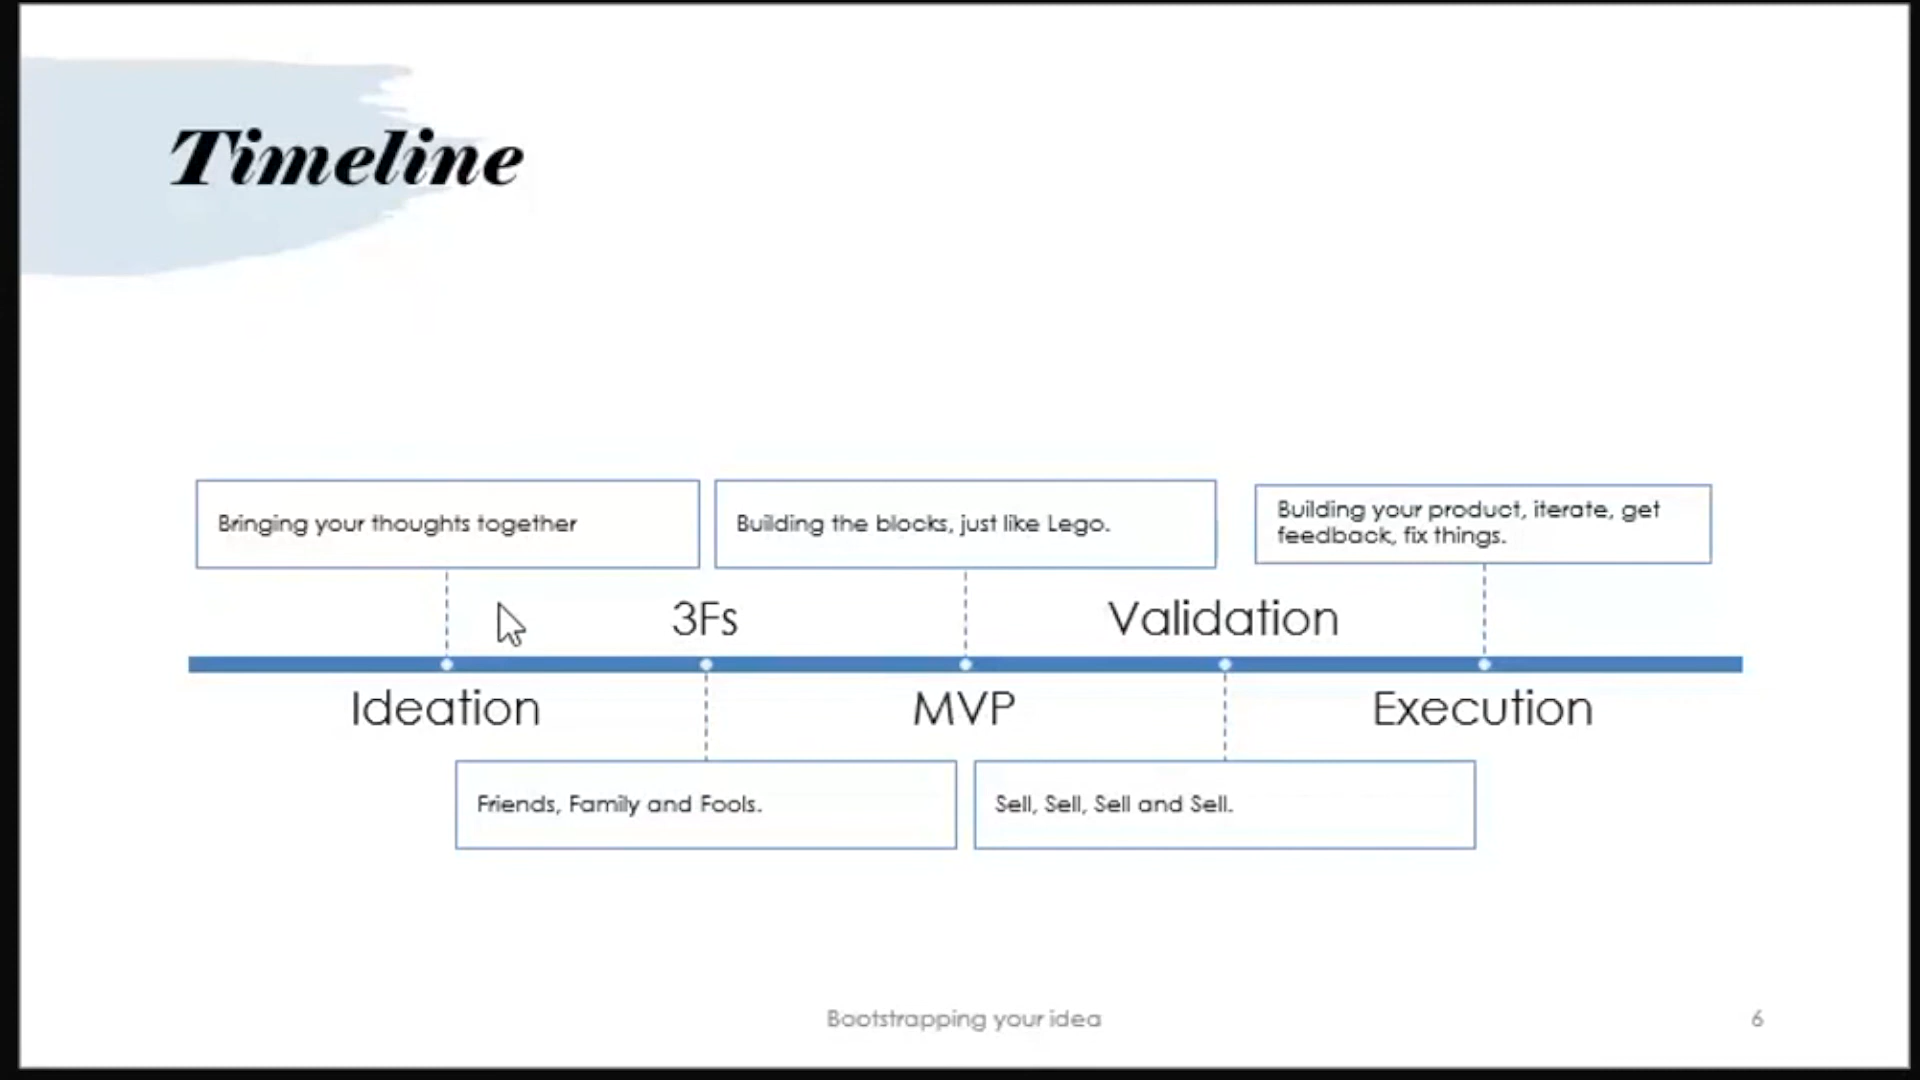 Timeline
Bringing your thoughts together
Building the blocks, just like Lego.
Building your product, iterate, get
feedback, fix things.
3Fs
Validation
Ideation
MVP
Execution
Friends, Family and Fools.
Sell, Sell, Sell and Sell.
Bootstrapping your idea
6